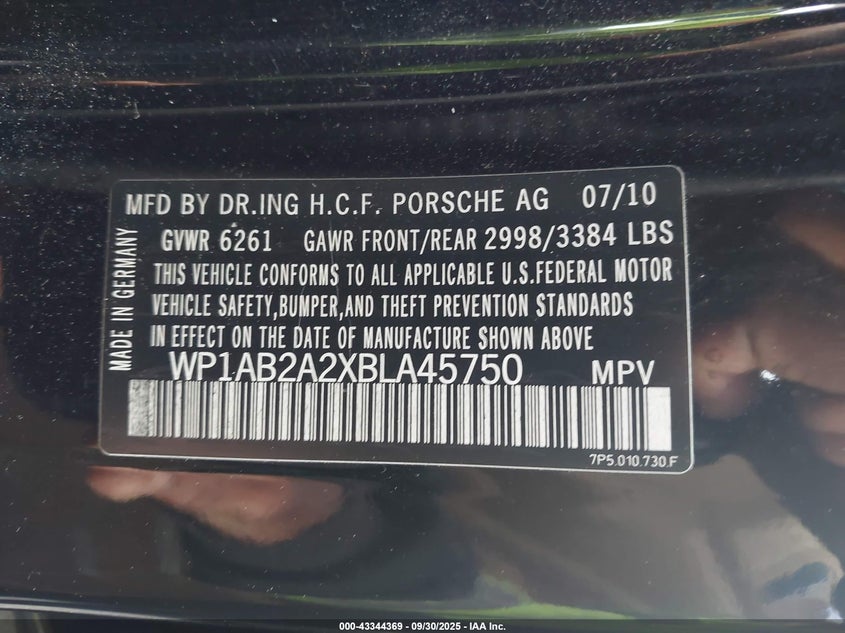 MFD BY DR.ING H.C.F. PORSCHE AG 07/10
GVWR 6261 GAWR FRONT/REAR 2998/3384 LBS
THIS VEHICLE CONFORMS TO ALL APPLICABLE U.S.FEDERAL MOTOR
VEHICLE SAFETY,BUMPER,AND THEFT PREVENTION STANDARDS
IN EFFECT ON THE DATE OF MANUFACTURE SHOWN ABOVE
WP1AB2A2XBLA45750 MPV
MADE IN GERMANY
7P5.010.730.F
000-43344369 - 09/30/2025 - IAA Inc.